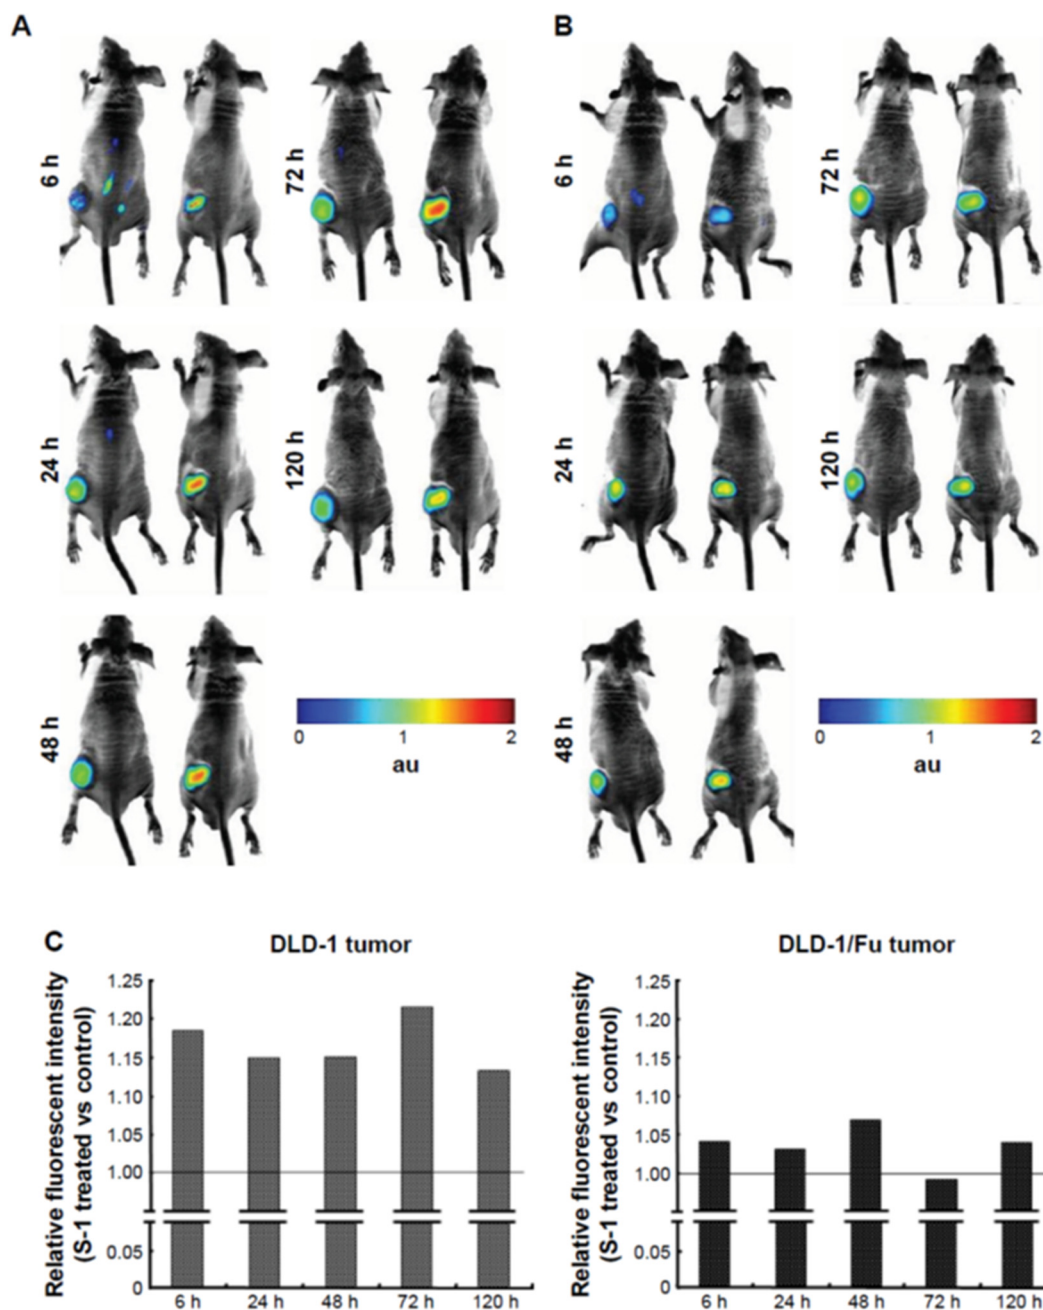 A
B
6 h
72 h
6 h
72 h
24 h
120 h
24 h
120 h
48 h
0 1 2
au
48 h
0 1 2
au
C
DLD-1 tumor
Relative fluorescent intensity
(S-1 treated vs control)
1.25
1.20
1.15
1.10
1.05
1.00
0.05
0
6 h 24 h 48 h 72 h 120 h
DLD-1/Fu tumor
Relative fluorescent intensity
(S-1 treated vs control)
1.25
1.20
1.15
1.10
1.05
1.00
0.05
0
6 h 24 h 48 h 72 h 120 h